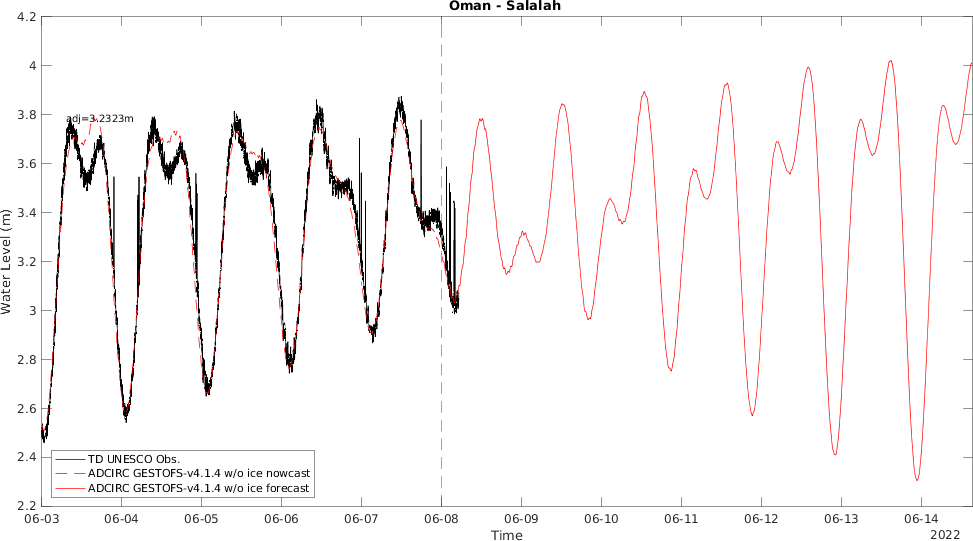 Oman - Salalah
4.2
4
3.8
3.6
3.4
3.2
3
2.8
2.6
2.4
2.2
Water Level (m)
adj=3.2323m
TD UNESCO Obs.
ADCIRC GESTOFS-v4.1.4 w/o ice nowcast
ADCIRC GESTOFS-v4.1.4 w/o ice forecast
06-03 06-04 06-05 06-06 06-07 06-08 06-09 06-10 06-11 06-12 06-13 06-14
Time
2022